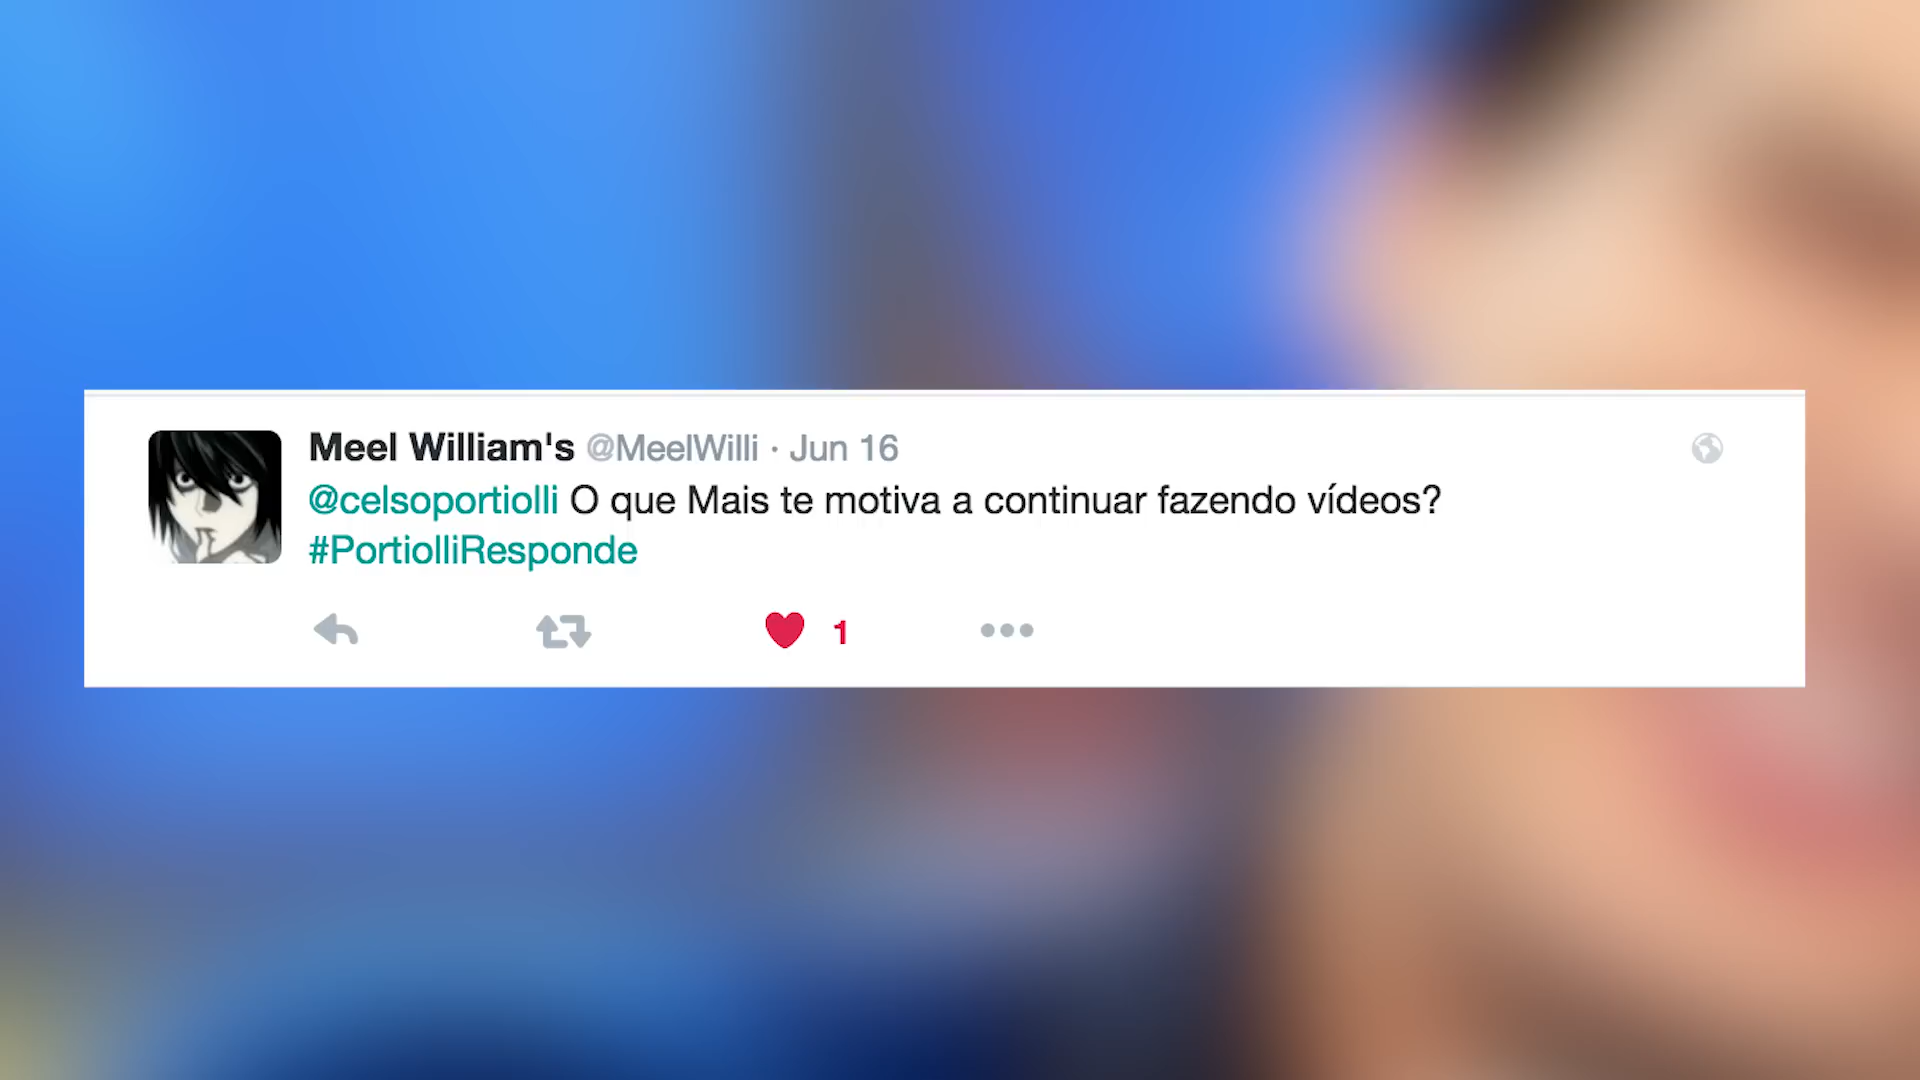 Meel William's @MeelWilli · Jun 16
@celsoportiolli O que Mais te motiva a continuar fazendo vídeos?
#PortiolliResponde
1